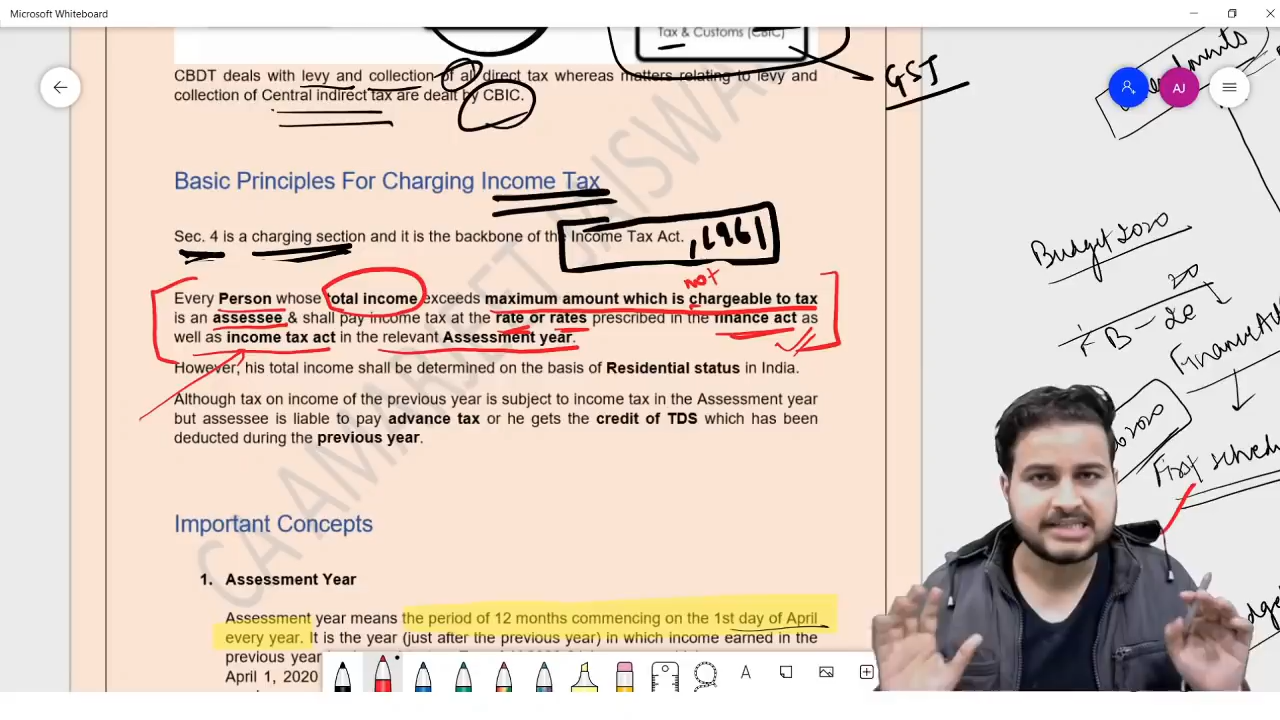 Microsoft Whiteboard
Tax & Customs (CBIC)
CBDT deals with levy and collection of all direct tax whereas matters relating to levy and
collection of Central indirect tax are dealt by CBIC.
GST
AJ
Basic Principles For Charging Income Tax
Sec. 4 is a charging section and it is the backbone of the Income Tax Act. ,1961
not
Every Person whose total income exceeds maximum amount which is chargeable to tax
is an assessee & shall pay income tax at the rate or rates prescribed in the finance act as
well as income tax act in the relevant Assessment year.
However, his total income shall be determined on the basis of Residential status in India.
Although tax on income of the previous year is subject to income tax in the Assessment year
but assessee is liable to pay advance tax or he gets the credit of TDS which has been
deducted during the previous year.
Budget 2020
20
FB - 20
First Schedu
Important Concepts
1. Assessment Year
Assessment year means the period of 12 months commencing on the 1st day of April
every year. It is the year (just after the previous year) in which income earned in the
previous year
April 1, 2020
A
CA AMARJEET JAISWAL